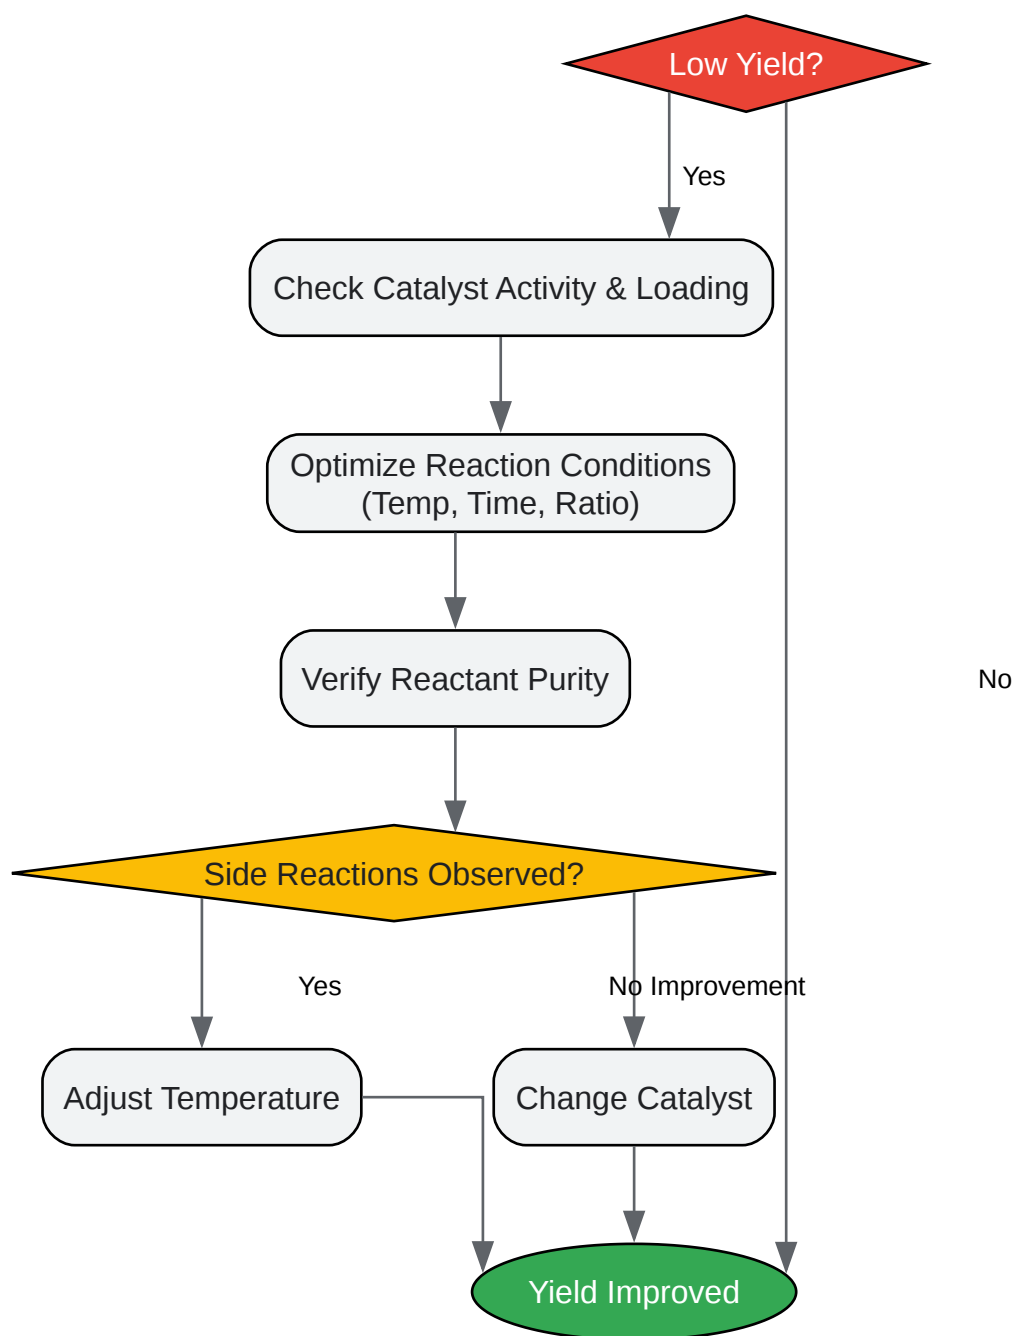 Low Yield?
Yes
Check Catalyst Activity & Loading
Optimize Reaction Conditions
(Temp, Time, Ratio)
Verify Reactant Purity
No
Side Reactions Observed?
Yes
No Improvement
Adjust Temperature
Change Catalyst
Yield Improved